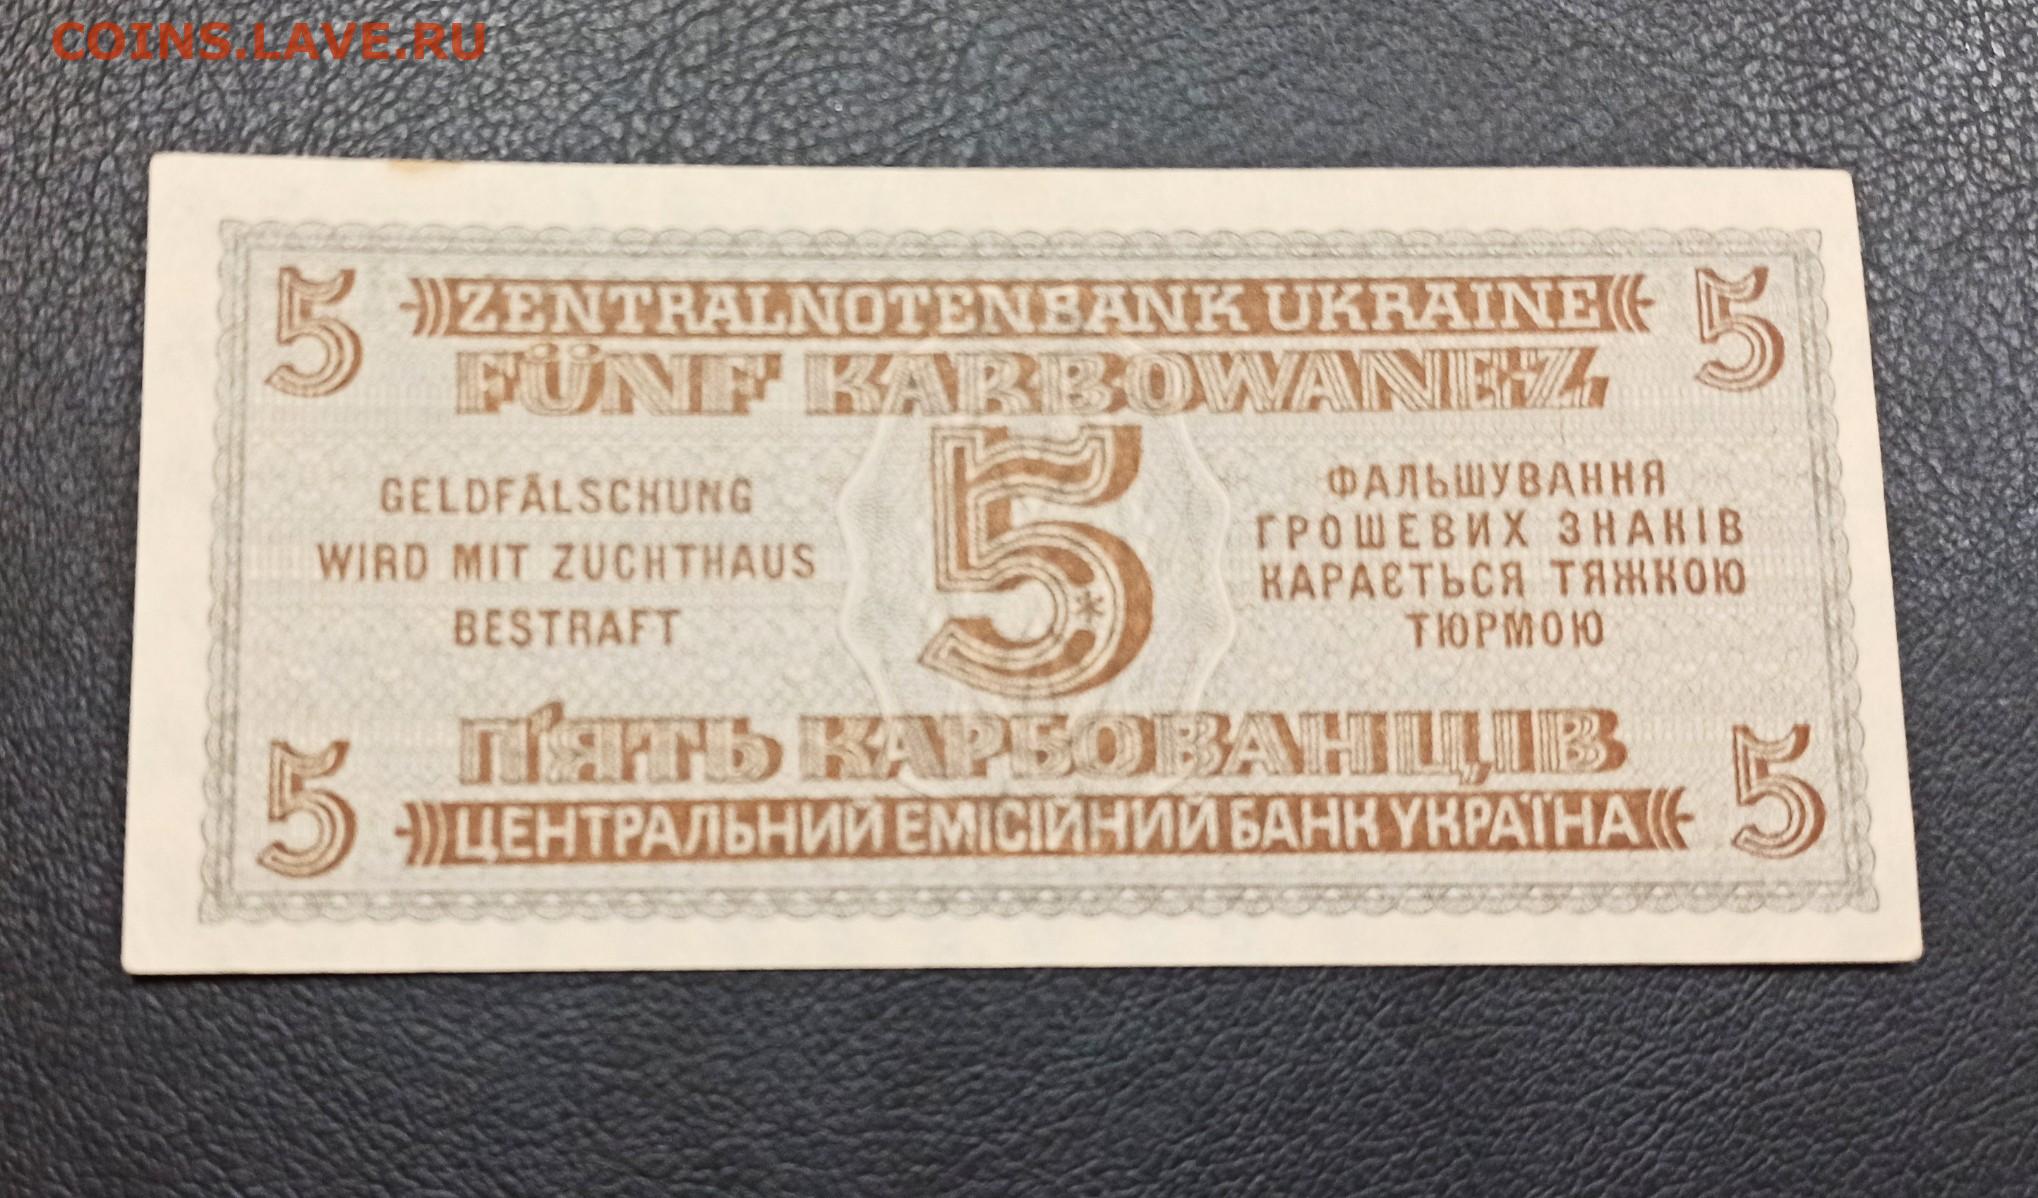 COINS.LAVE.RU
5 ZENTRALNOTENBANK UKRAINE 5
FÜNF KARBOWANEZ
5
GELDFÄLSCHUNG
WIRD MIT ZUCHTHAUS
BESTRAFT
ФАЛЬШУВАННЯ
ГРОШЕВИХ ЗНАКІВ
КАРАЄТЬСЯ ТЯЖКОЮ
ТЮРМОЮ
П'ЯТЬ КАРБОВАНЦІВ
5 ЦЕНТРАЛЬНИЙ ЕМІСІЙНИЙ БАНК УКРАЇНА 5